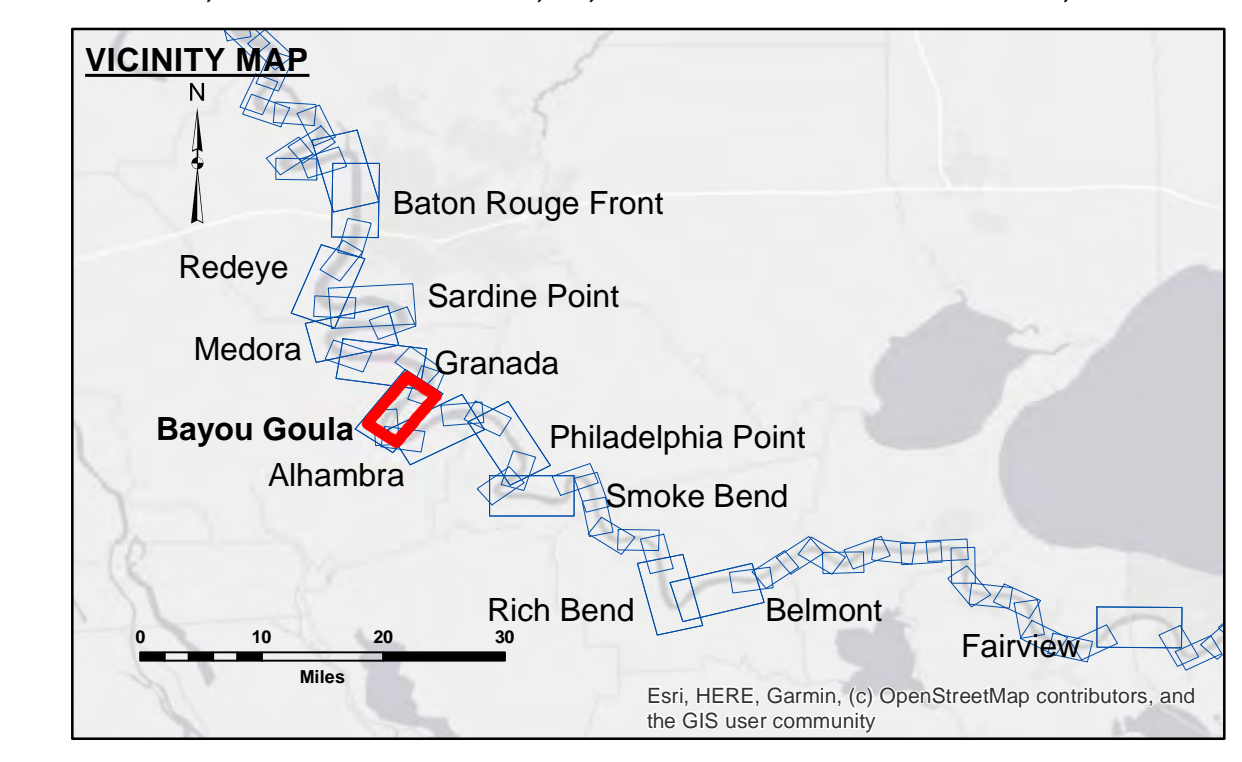 VICINITY MAP
N
Baton Rouge Front
Redeye
Sardine Point
Medora
Granada
Bayou Goula
Philadelphia Point
Alhambra
Smoke Bend
Rich Bend
Belmont
Fairview
0 10 20 30
Miles
Esri, HERE, Garmin, (c) OpenStreetMap contributors, and
the GIS user community